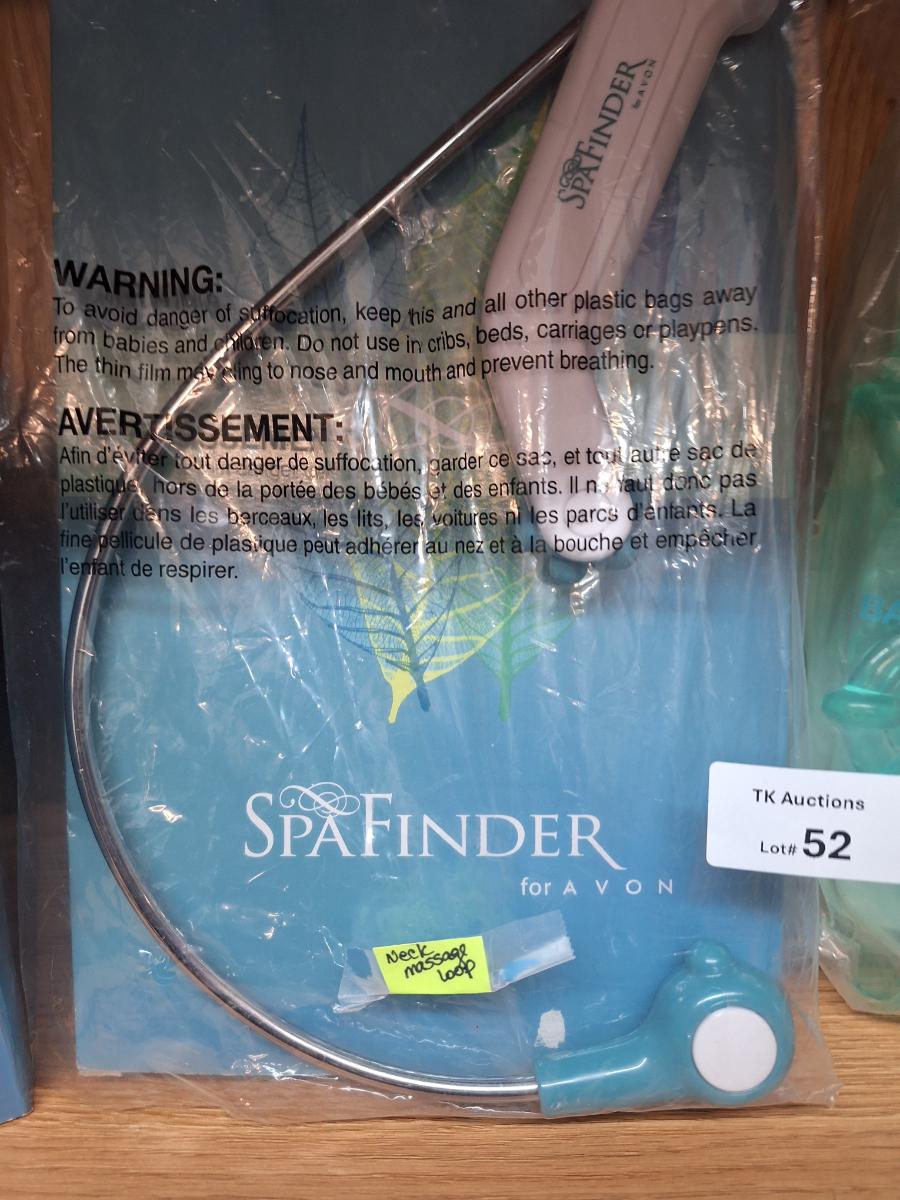 SPAFINDER
for AVON
WARNING:
To avoid danger of suffocation, keep this and all other plastic bags away
from babies and children. Do not use in cribs, beds, carriages or playpens.
The thin film may cling to nose and mouth and prevent breathing.
AVERTISSEMENT:
Afin d'éviter tout danger de suffocation, garder ce sac, et tout autre sac de
plastique, hors de la portée des bébés et des enfants. Il ne faut donc pas
l'utiliser dans les berceaux, les lits, les voitures ni les parcs d'enfants. La
fine pellicule de plastique peut adhérer au nez et à la bouche et empêcher
l'enfant de respirer.
SPAFINDER
for AVON
TK Auctions
Lot# 52
Neck
massage
loop